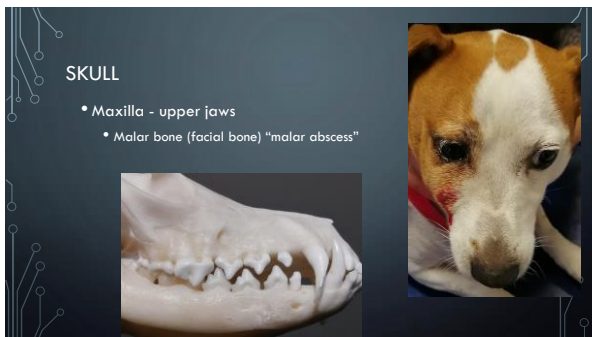 SKULL
Maxilla - upper jaws
Malar bone (facial bone) “malar abscess”